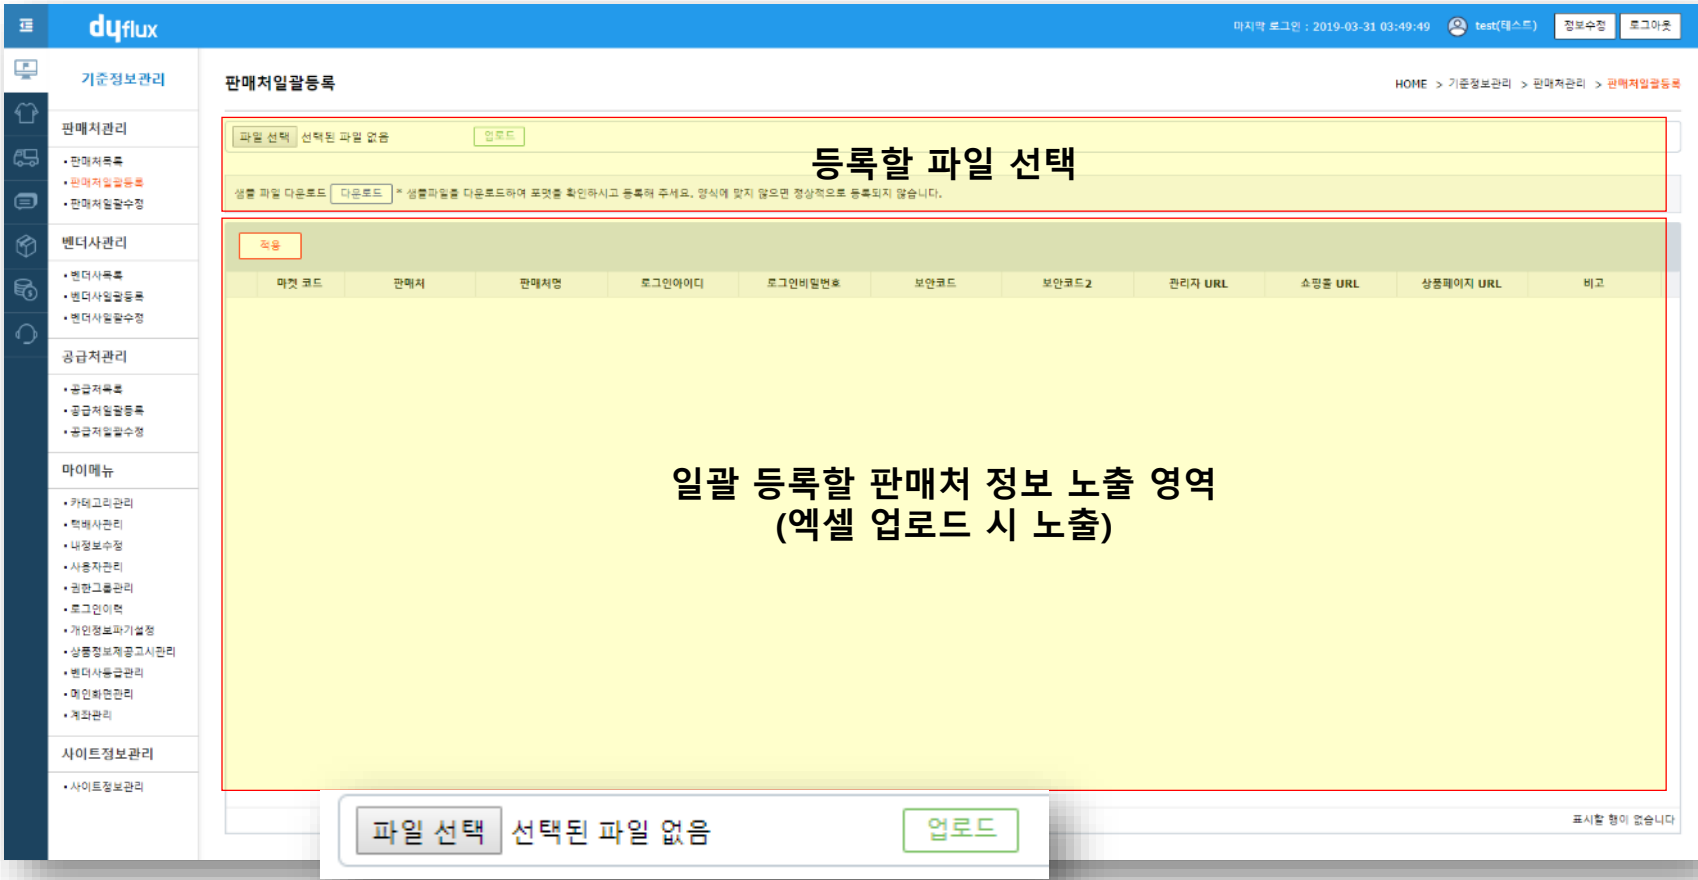 dyflux
마지막 로그인 : 2019-03-31 03:49:49 test(테스트) 정보수정 로그아웃
기준정보관리
판매처관리
• 판매처목록
• 판매처일괄등록
• 판매처일괄수정
벤더사관리
• 벤더사목록
• 벤더사일괄등록
• 벤더사일괄수정
공급처관리
• 공급처목록
• 공급처일괄등록
• 공급처일괄수정
마이메뉴
• 카테고리관리
• 택배사관리
• 내정보수정
• 사용자관리
• 권한그룹관리
• 로그인이력
• 개인정보파기설정
• 상품정보제공고시관리
• 벤더사등급관리
• 메인화면관리
• 계좌관리
사이트정보관리
• 사이트정보관리
판매처일괄등록
HOME > 기준정보관리 > 판매처관리 > 판매처일괄등록
파일 선택 선택된 파일 없음 업로드
등록할 파일 선택
샘플 파일 다운로드 다운로드 * 샘플파일을 다운로드하여 포맷을 확인하시고 등록해 주세요. 양식에 맞지 않으면 정상적으로 등록되지 않습니다.
적용
마켓 코드 판매처 판매처명 로그인아이디 로그인비밀번호 보안코드 보안코드2 관리자 URL 쇼핑몰 URL 상품페이지 URL 비고
일괄 등록할 판매처 정보 노출 영역
(엑셀 업로드 시 노출)
표시할 행이 없습니다
파일 선택 선택된 파일 없음 업로드